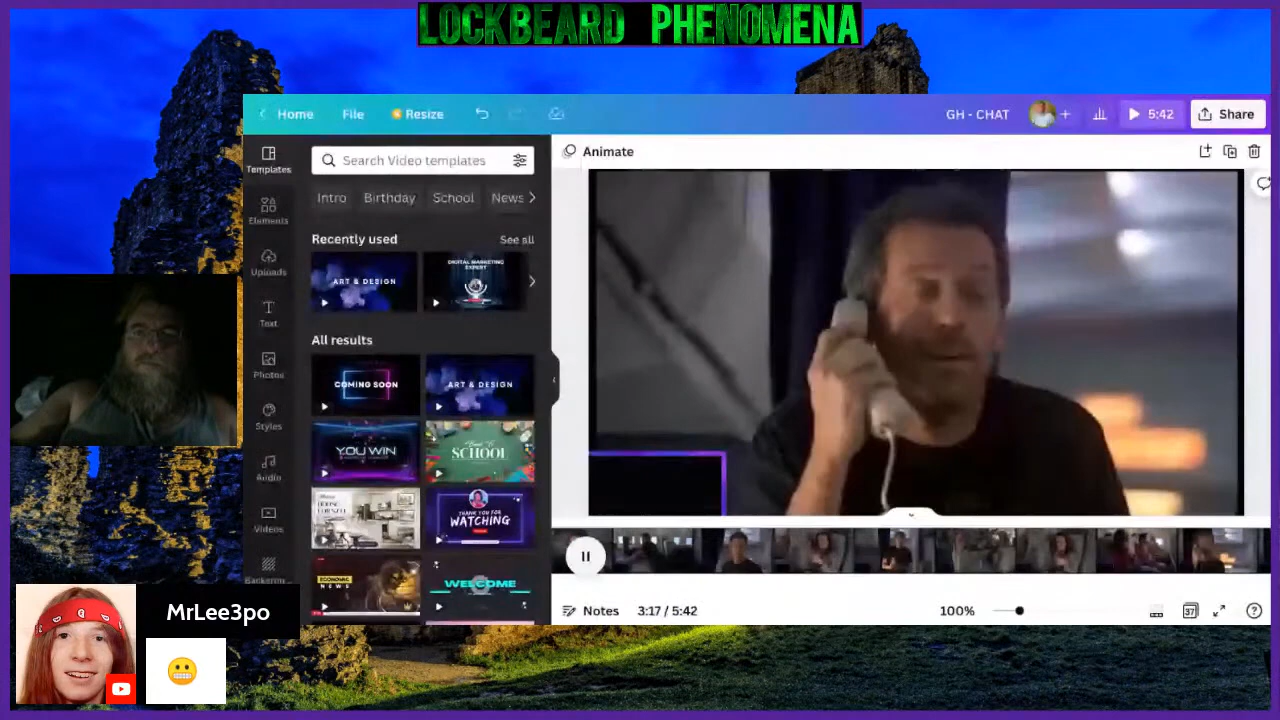 LOCKBEARD PHENOMENA
Home File Resize GH - CHAT 5:42 Share
Templates
Search Video templates
Animate
Intro Birthday School News
Elements
Recently used See all
ART & DESIGN
DIGITAL MARKETING
EXPERT
Uploads
Text
All results
COMING SOON
ART & DESIGN
Photos
Styles
YOU WIN
Back to
SCHOOL
Audio
THANK YOU FOR
WATCHING
Videos
ECONOMIC
NEWS
WELCOME
Notes 3:17 / 5:42 100% 37
MrLee3po